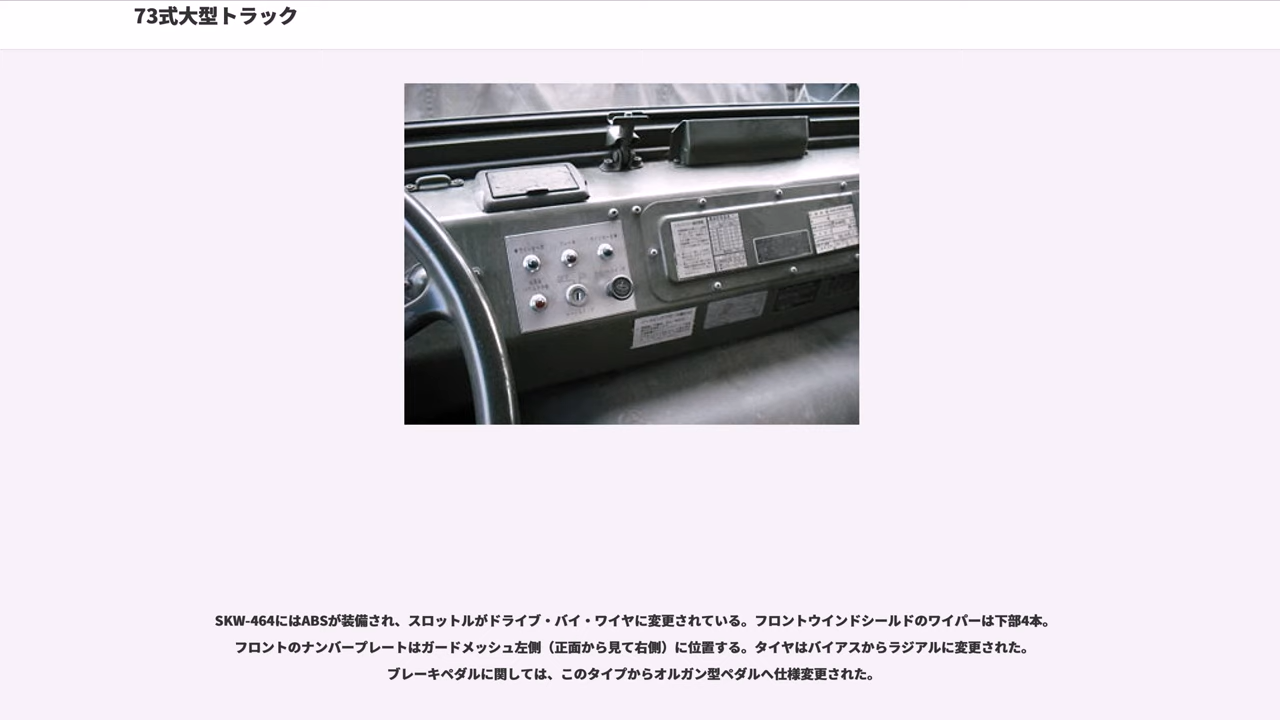 73式大型トラック
SKW-464にはABSが装備され、スロットルがドライブ・バイ・ワイヤに変更されている。フロントウインドシールドのワイパーは下部4本。
フロントのナンバープレートはガードメッシュ左側（正面から見て右側）に位置する。タイヤはバイアスからラジアルに変更された。
ブレーキペダルに関しては、このタイプからオルガン型ペダルへ仕様変更された。